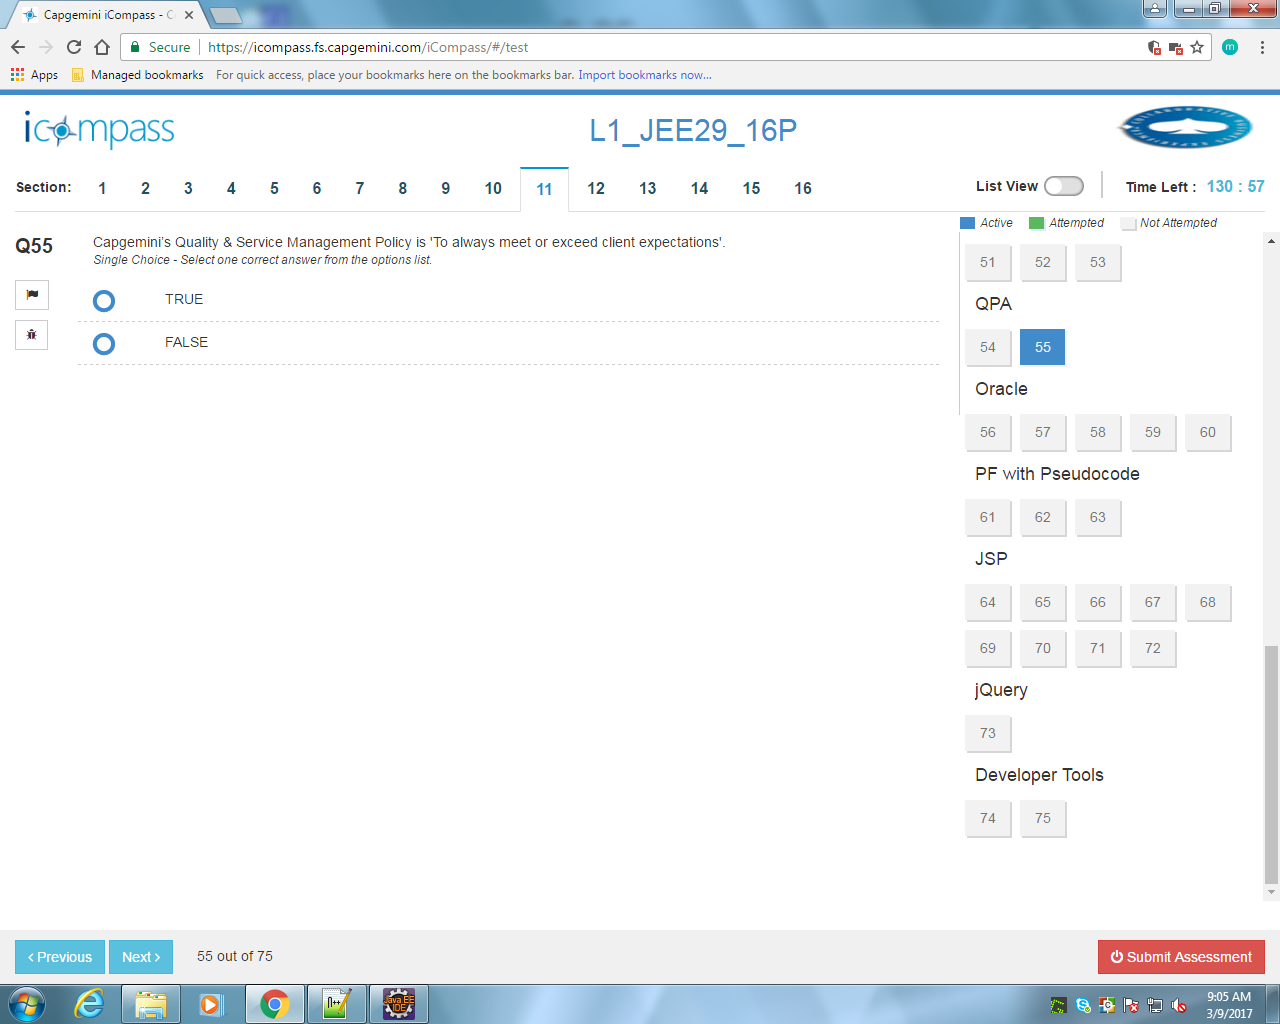 Capgemini iCompass - C
Secure https://icompass.fs.capgemini.com/iCompass/#/test
m
Apps Managed bookmarks For quick access, place your bookmarks here on the bookmarks bar. Import bookmarks now...
icompass
L1_JEE29_16P
Section: 1 2 3 4 5 6 7 8 9 10 11 12 13 14 15 16
List View Time Left : 130 : 57
Active Attempted Not Attempted
Q55
Capgemini's Quality & Service Management Policy is 'To always meet or exceed client expectations'.
Single Choice - Select one correct answer from the options list.
TRUE
FALSE
51 52 53
QPA
54 55
Oracle
56 57 58 59 60
PF with Pseudocode
61 62 63
JSP
64 65 66 67 68
69 70 71 72
jQuery
73
Developer Tools
74 75
‹ Previous Next › 55 out of 75
Submit Assessment
Java EE
IDE
9:05 AM
3/9/2017